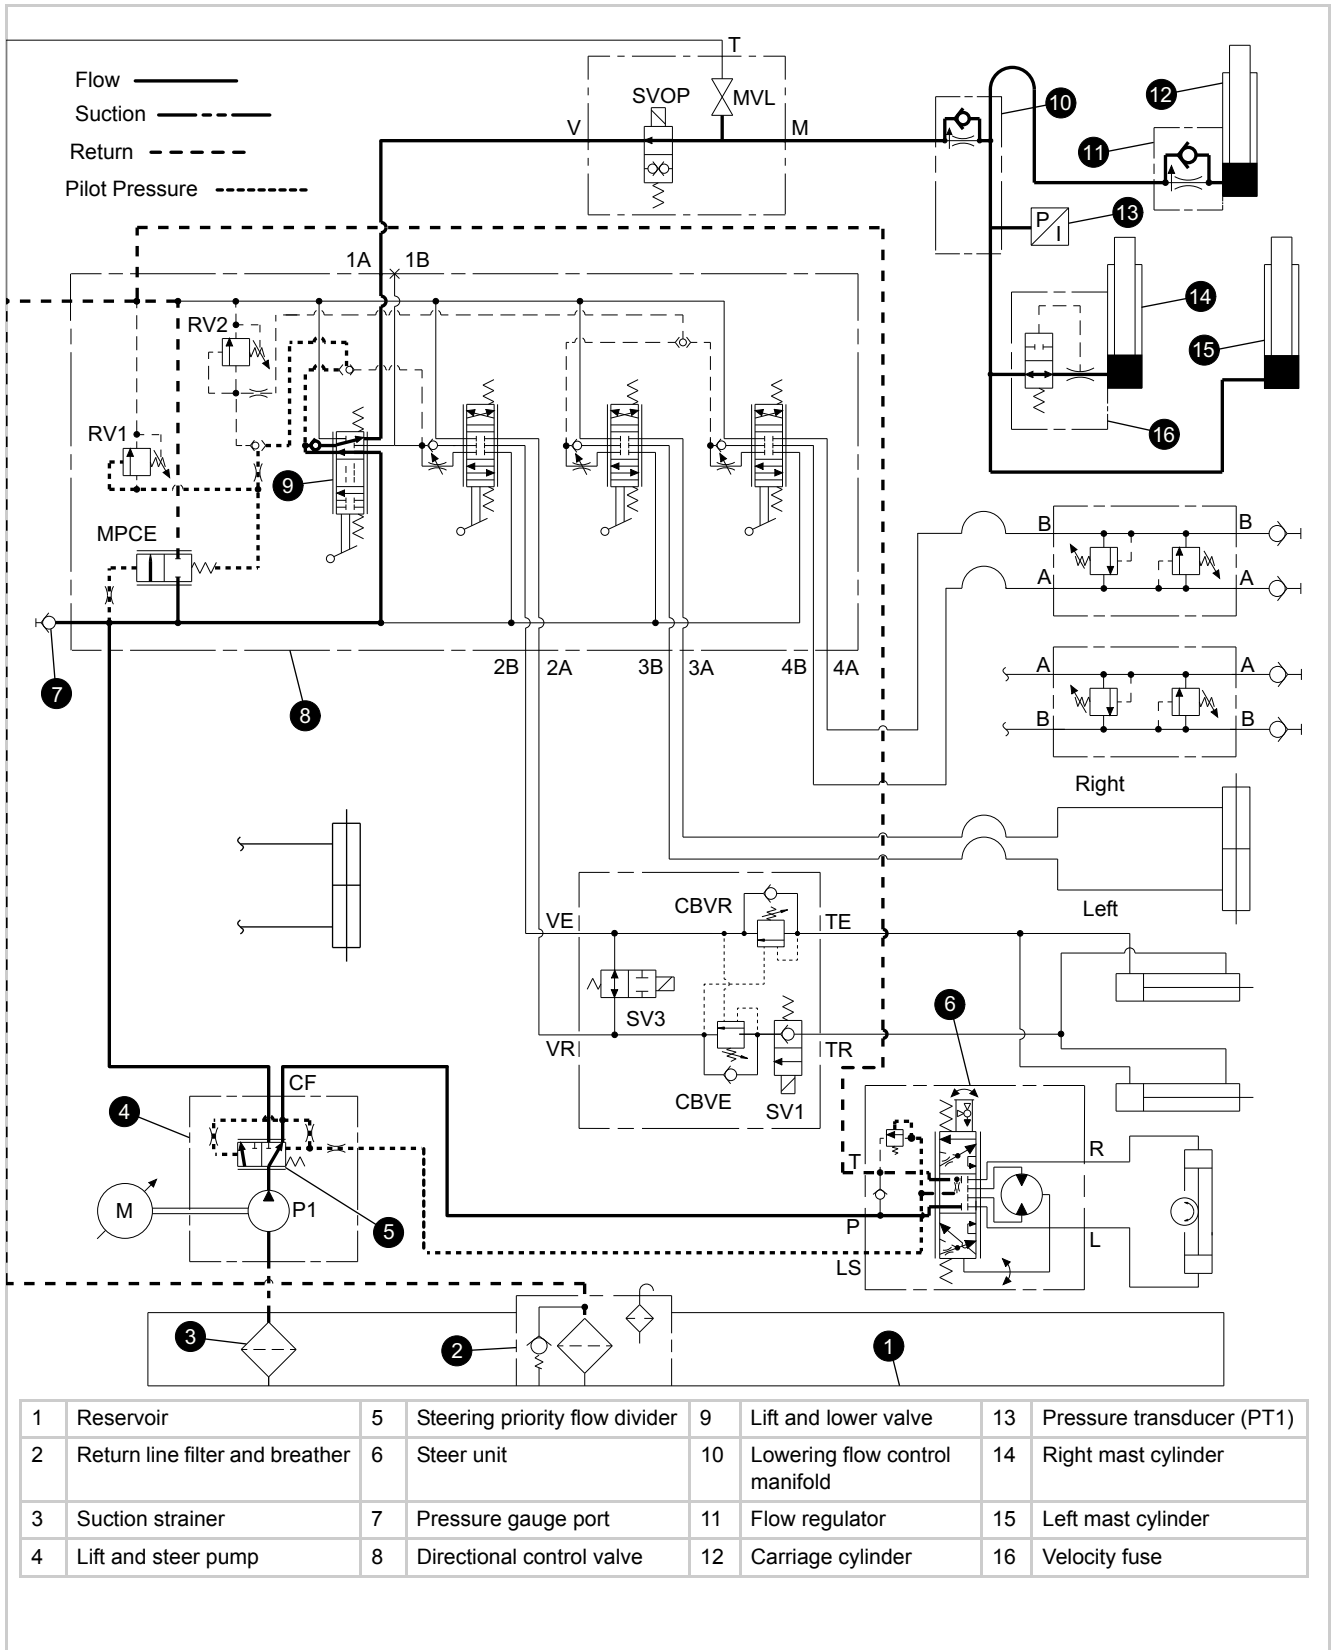 T
Flow
Suction
Return
Pilot Pressure
SVOP
MVL
V
M
10
12
11
13
P
I
1A
1B
14
15
16
RV2
RV1
9
MPCE
7
8
2B
2A
3B
3A
4B
4A
B
B
A
A
A
A
B
B
Right
Left
VE
CBVR
TE
SV3
VR
CBVE
SV1
TR
6
CF
4
M
P1
5
T
P
LS
R
L
3
2
1
1 Reservoir 5 Steering priority flow divider 9 Lift and lower valve 13 Pressure transducer (PT1)
2 Return line filter and breather 6 Steer unit 10 Lowering flow control 14 Right mast cylinder
manifold
3 Suction strainer 7 Pressure gauge port 11 Flow regulator 15 Left mast cylinder
4 Lift and steer pump 8 Directional control valve 12 Carriage cylinder 16 Velocity fuse